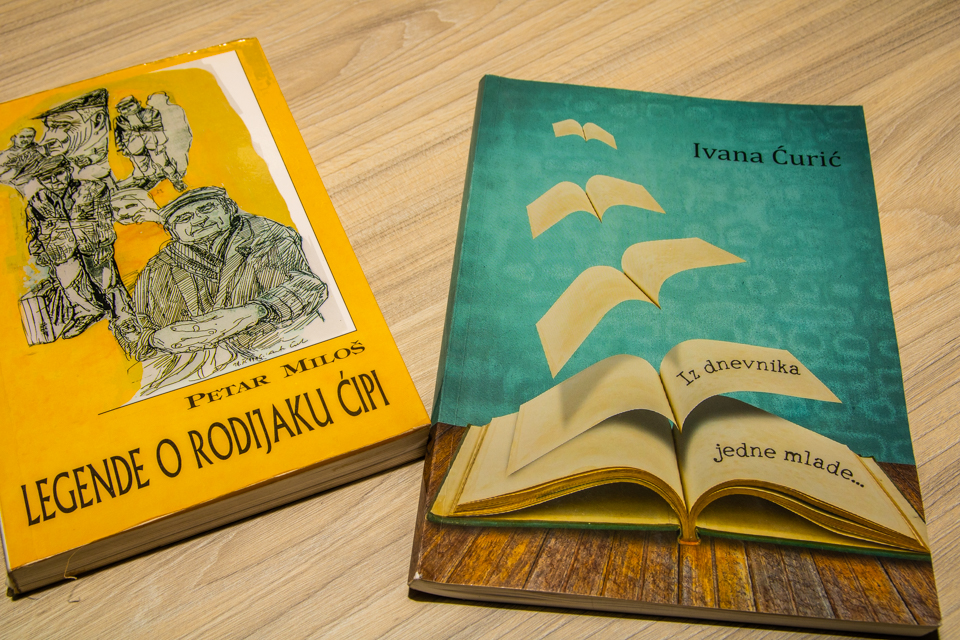 PETAR MILOŠ
LEGENDE O RODIJAKU ĆIPI
Ivana Ćurić
Iz dnevnika
jedne mlade...